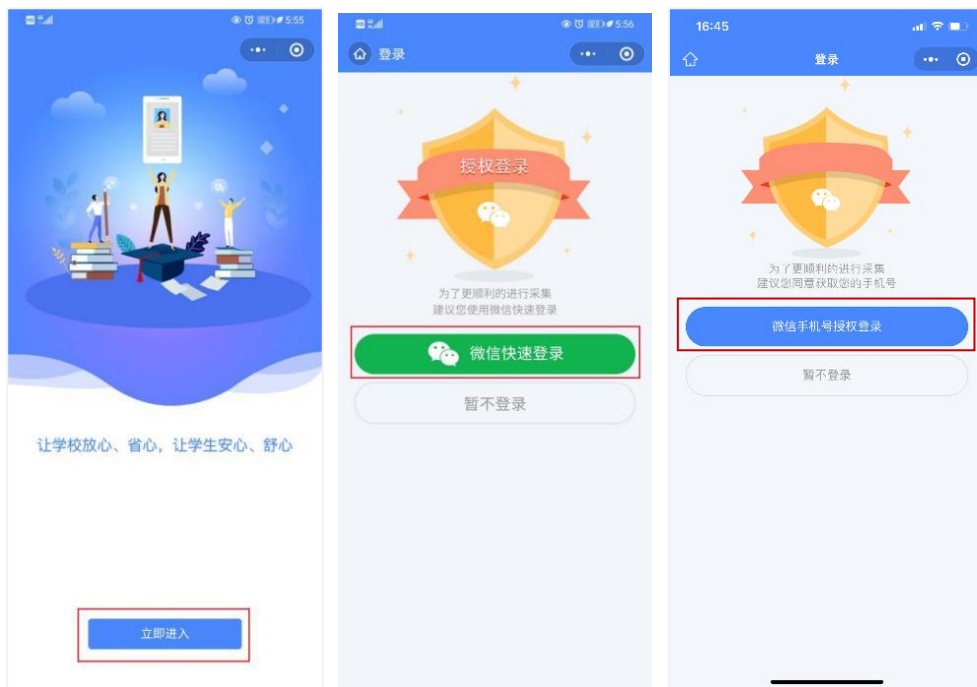 5:55
让学校放心、省心，让学生安心、舒心
立即进入
5:56
登录
授权登录
为了更顺利的进行采集
建议您使用微信快速登录
微信快速登录
暂不登录
16:45
登录
为了更顺利的进行采集
建议您同意获取您的手机号
微信手机号授权登录
暂不登录